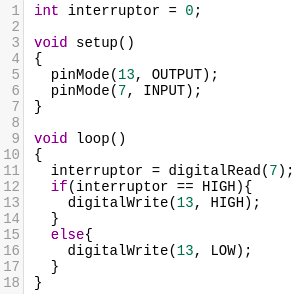 1 int interruptor = 0;
2
3 void setup()
4 {
5   pinMode(13, OUTPUT);
6   pinMode(7, INPUT);
7 }
8
9 void loop()
10 {
11   interruptor = digitalRead(7);
12   if(interruptor == HIGH){
13     digitalWrite(13, HIGH);
14   }
15   else{
16     digitalWrite(13, LOW);
17   }
18 }